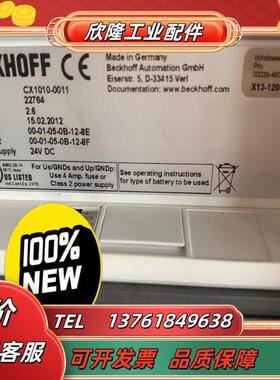 欣隆工业配件
CKHOFF CE
Made in Germany
Beckhoff Automation GmbH
Eiserstr. 5, D-33415 Verl
Documentation: www.beckhoff.com
Windows
Pro
X13-120
CX1010-0011
22764
2.6
15.02.2012
00-01-05-0B-12-8E
00-01-05-0B-12-8F
supply 24V DC
US LISTED
For Us/GNDs and Up/GNDp:
Use 4 Amp. fuse or
Class 2 power supply
See operating instructions
for type of battery to be used.
100%
NEW
价
客服
TEL 13761849638
可开发票 品质保障